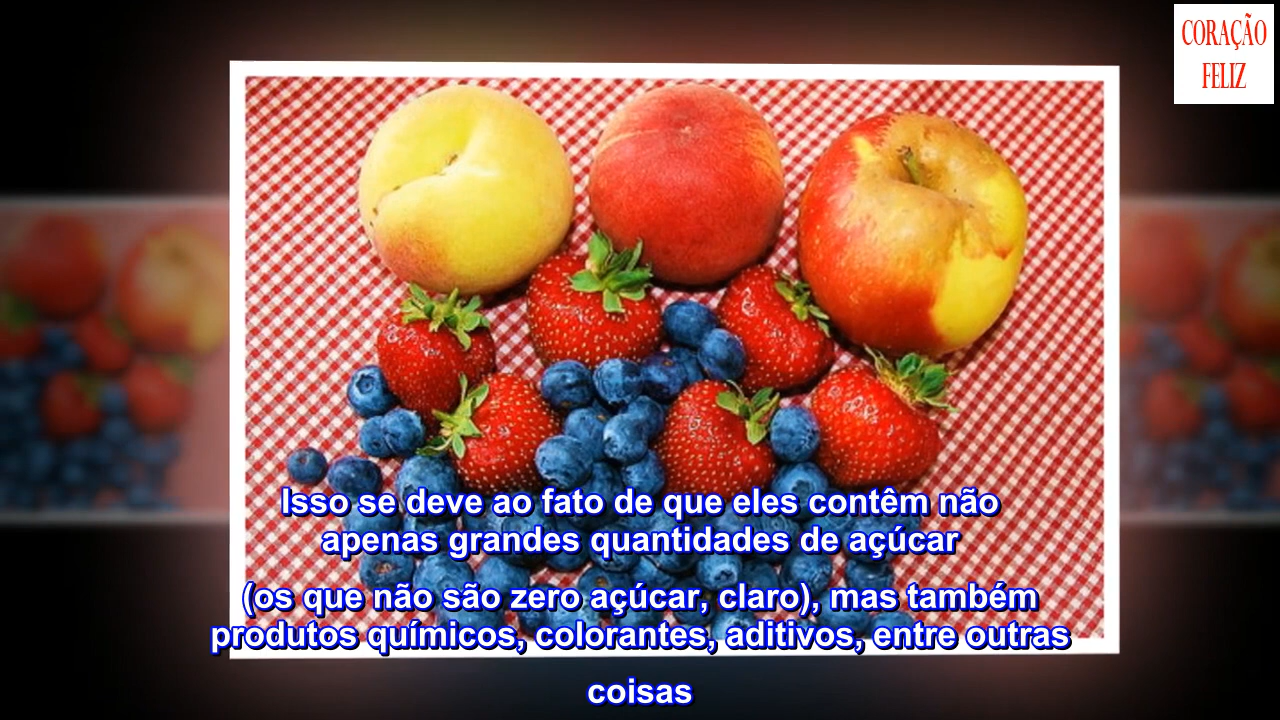 CORAÇÃO
FELIZ
Isso se deve ao fato de que eles contêm não
apenas grandes quantidades de açúcar
(os que não são zero açúcar, claro), mas também
produtos químicos, colorantes, aditivos, entre outras
coisas